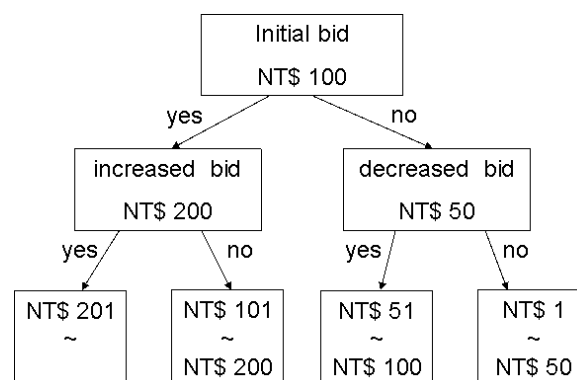 Initial bid
NT$ 100
yes
no
increased bid
NT$ 200
decreased bid
NT$ 50
yes
no
yes
no
NT$ 201
~
NT$ 101
~
NT$ 200
NT$ 51
~
NT$ 100
NT$ 1
~
NT$ 50